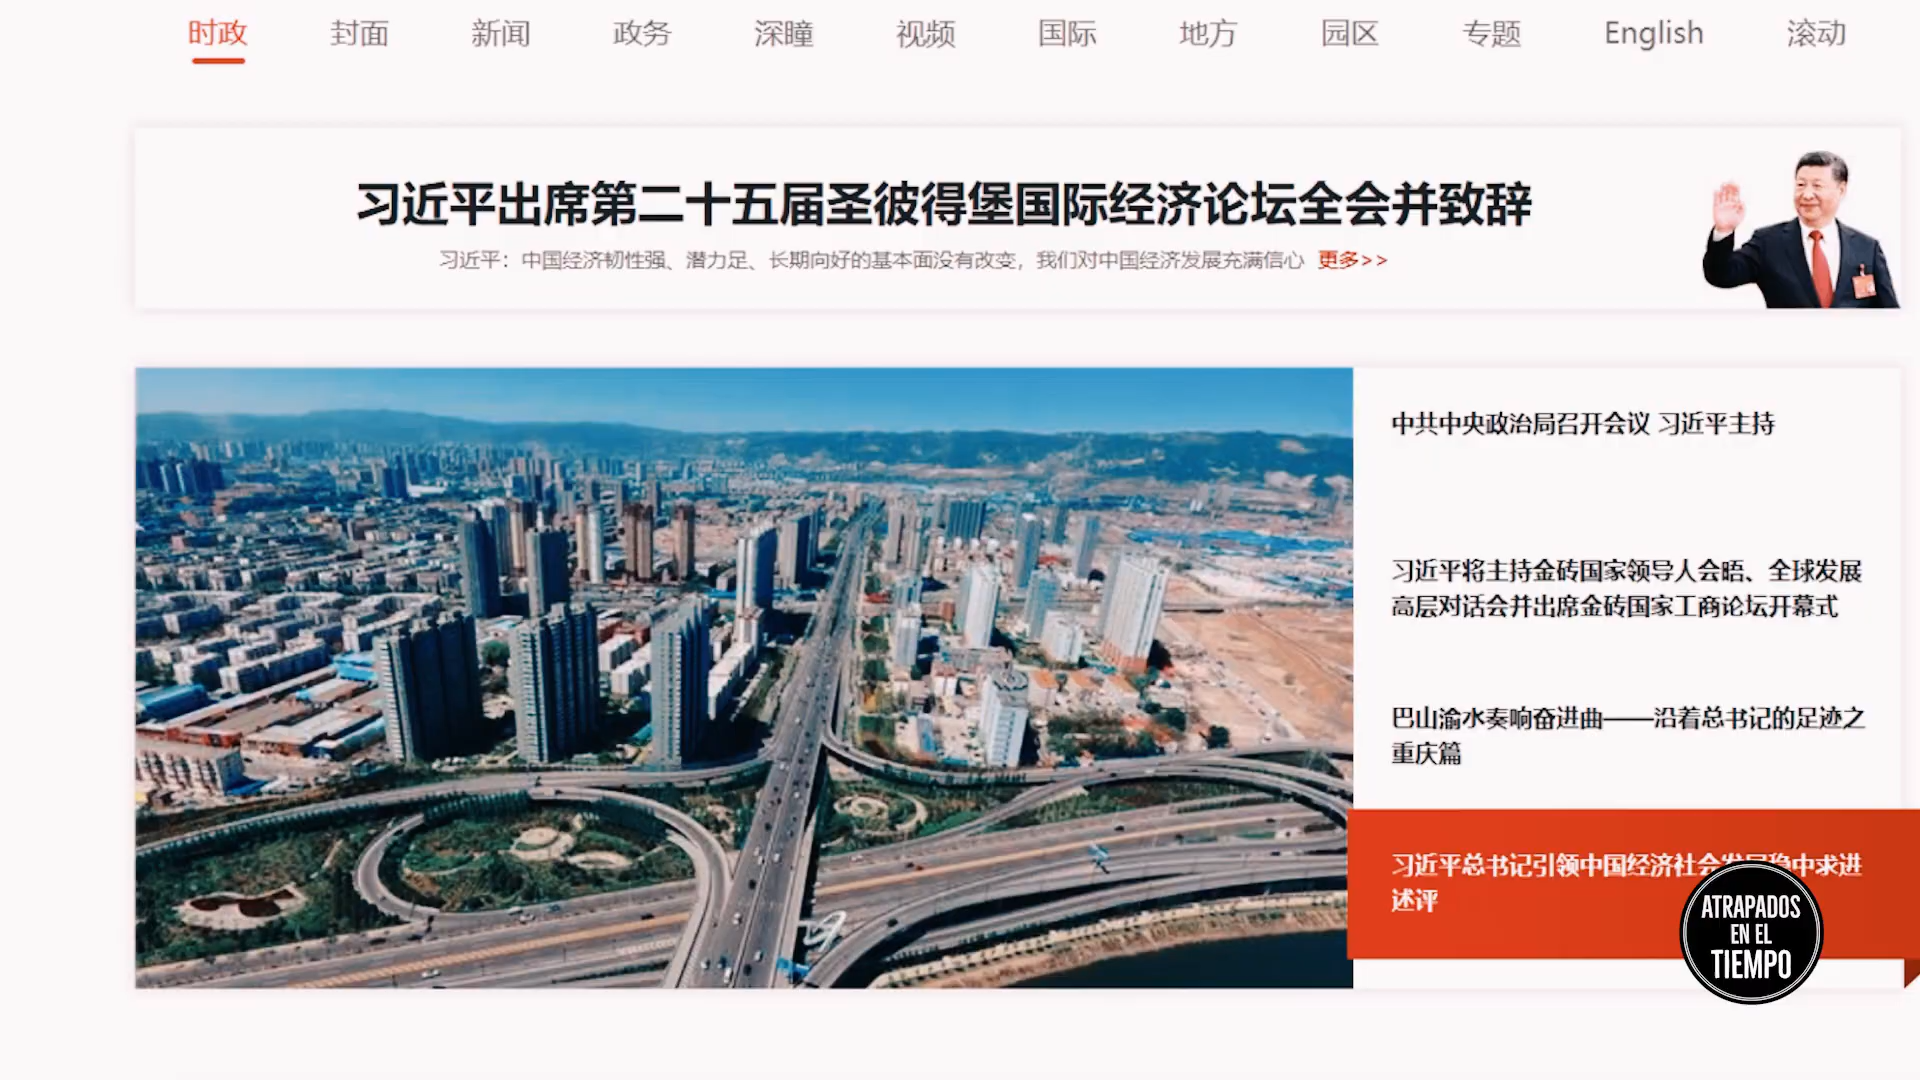 时政 封面 新闻 政务 深瞳 视频 国际 地方 园区 专题 English 滚动
习近平出席第二十五届圣彼得堡国际经济论坛全会并致辞
习近平：中国经济韧性强、潜力足、长期向好的基本面没有改变，我们对中国经济发展充满信心 更多>>
中共中央政治局召开会议 习近平主持
习近平将主持金砖国家领导人会晤、全球发展
高层对话会并出席金砖国家工商论坛开幕式
巴山渝水奏响奋进曲——沿着总书记的足迹之
重庆篇
习近平总书记引领中国经济社会发展稳中求进
述评
ATRAPADOS
EN EL
TIEMPO